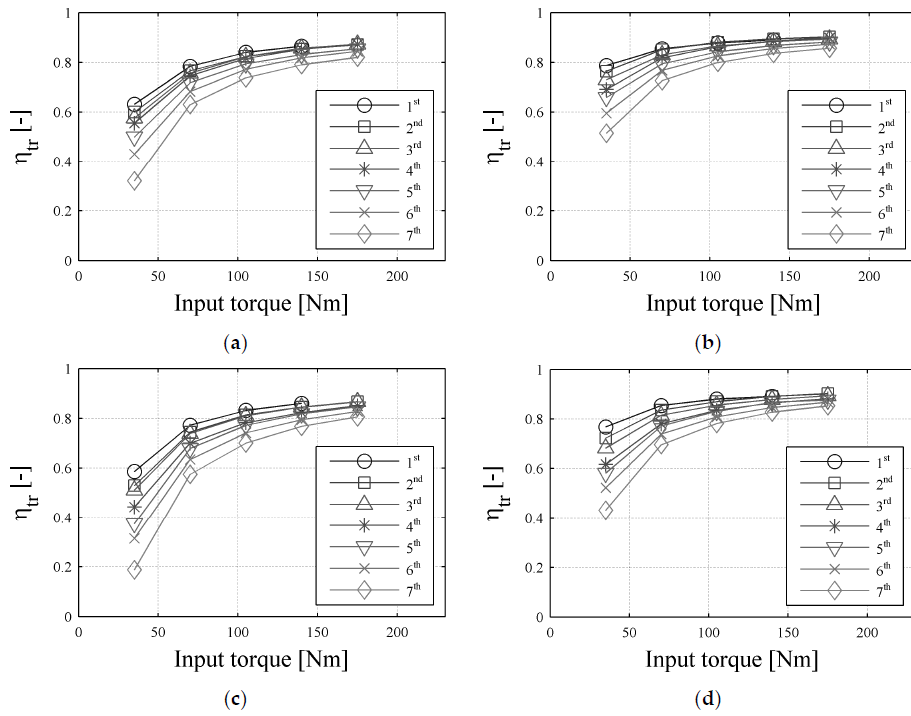 1
0.8
0.6
0.4
0.2
0
η_tr [-]
0 50 100 150 200
Input torque [Nm]
1st
2nd
3rd
4th
5th
6th
7th
(a)
1
0.8
0.6
0.4
0.2
0
η_tr [-]
0 50 100 150 200
Input torque [Nm]
1st
2nd
3rd
4th
5th
6th
7th
(b)
1
0.8
0.6
0.4
0.2
0
η_tr [-]
0 50 100 150 200
Input torque [Nm]
1st
2nd
3rd
4th
5th
6th
7th
(c)
1
0.8
0.6
0.4
0.2
0
η_tr [-]
0 50 100 150 200
Input torque [Nm]
1st
2nd
3rd
4th
5th
6th
7th
(d)